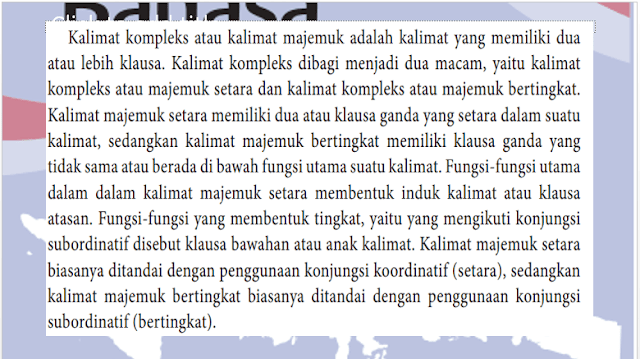 Bahasa
Kalimat kompleks atau kalimat majemuk adalah kalimat yang memiliki dua
atau lebih klausa. Kalimat kompleks dibagi menjadi dua macam, yaitu kalimat
kompleks atau majemuk setara dan kalimat kompleks atau majemuk bertingkat.
Kalimat majemuk setara memiliki dua atau klausa ganda yang setara dalam suatu
kalimat, sedangkan kalimat majemuk bertingkat memiliki klausa ganda yang
tidak sama atau berada di bawah fungsi utama suatu kalimat. Fungsi-fungsi utama
dalam dalam kalimat majemuk setara membentuk induk kalimat atau klausa
atasan. Fungsi-fungsi yang membentuk tingkat, yaitu yang mengikuti konjungsi
subordinatif disebut klausa bawahan atau anak kalimat. Kalimat majemuk setara
biasanya ditandai dengan penggunaan konjungsi koordinatif (setara), sedangkan
kalimat majemuk bertingkat biasanya ditandai dengan penggunaan konjungsi
subordinatif (bertingkat).